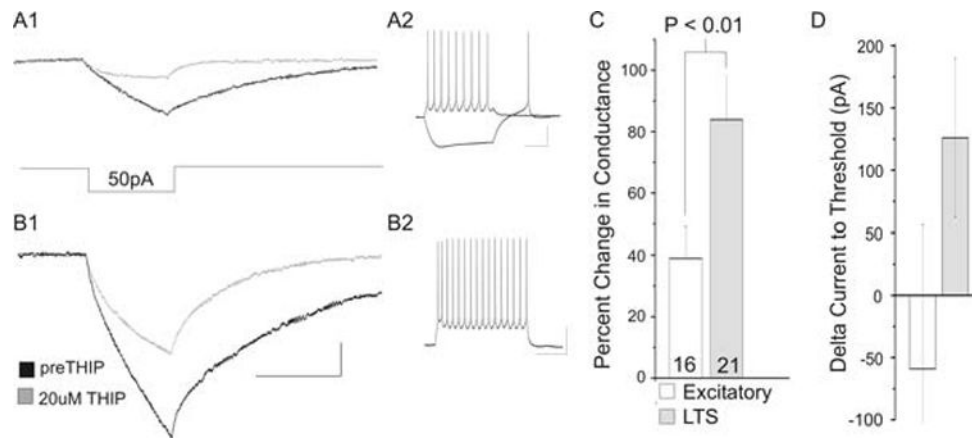 A1
A2
50pA
B1
B2
preTHIP
20uM THIP
C
P < 0.01
Percent Change in Conductance
100
80
60
40
20
0
16
21
Excitatory
LTS
D
Delta Current to Threshold (pA)
200
150
100
50
0
-50
-100